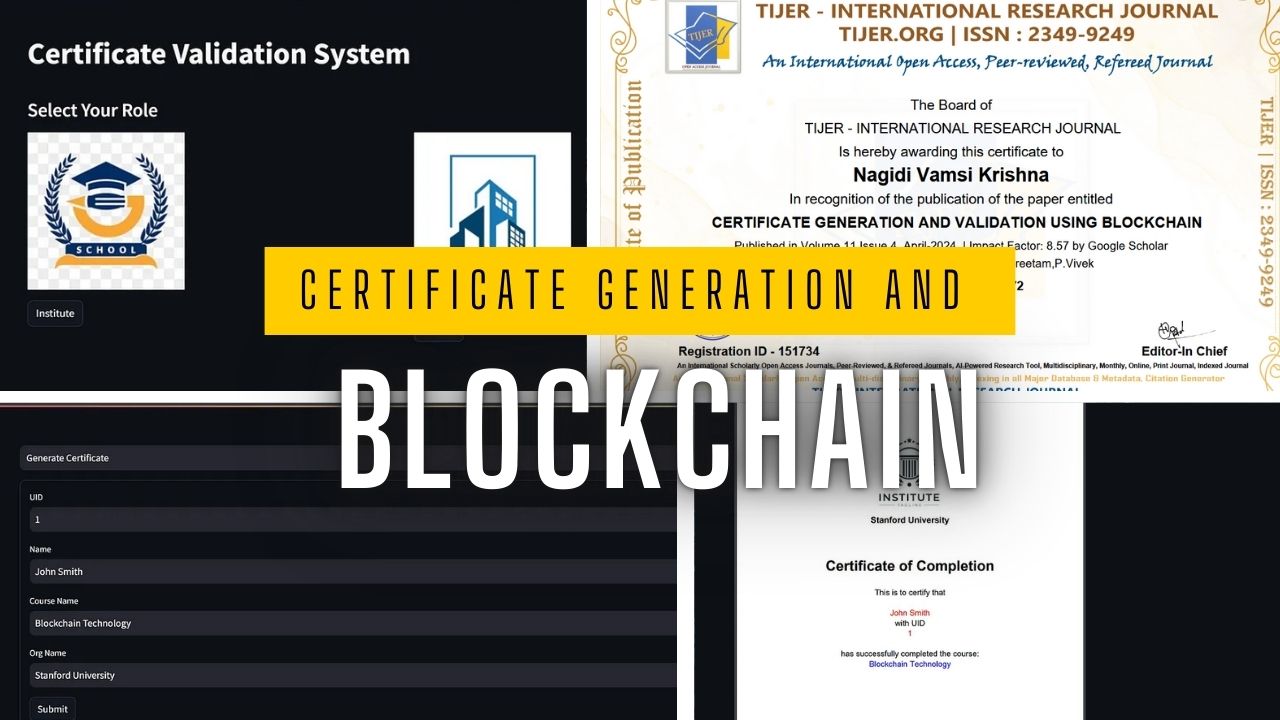 Certificate Validation System
Select Your Role
SCHOOL
Institute
TIJER
OPEN ACCESS JOURNAL
TIJER - INTERNATIONAL RESEARCH JOURNAL
TIJER.ORG | ISSN : 2349-9249
An International Open Access, Peer-reviewed, Refereed Journal
of Publication
The Board of
TIJER - INTERNATIONAL RESEARCH JOURNAL
Is hereby awarding this certificate to
Nagidi Vamsi Krishna
In recognition of the publication of the paper entitled
CERTIFICATE GENERATION AND VALIDATION USING BLOCKCHAIN
Published in Volume 11 Issue 4, April-2024, | Impact Factor: 8.57 by Google Scholar
P.Vivek
TIJER | ISSN : 2349-9249
Registration ID - 151734
Editor-In Chief
An International Scholarly Open Access Journals, Peer-Reviewed, & Refereed Journals, AI-Powered Research Tool, Multidisciplinary, Monthly, Online, Print Journal, Indexed Journal
indexing in all Major Database & Metadata, Citation Generator
CERTIFICATE GENERATION AND
BLOCKCHAIN
Generate Certificate
UID
1
Name
John Smith
Course Name
Blockchain Technology
Org Name
Stanford University
Submit
INSTITUTE
Stanford University
Certificate of Completion
This is to certify that
John Smith
with UID
1
has successfully completed the course:
Blockchain Technology